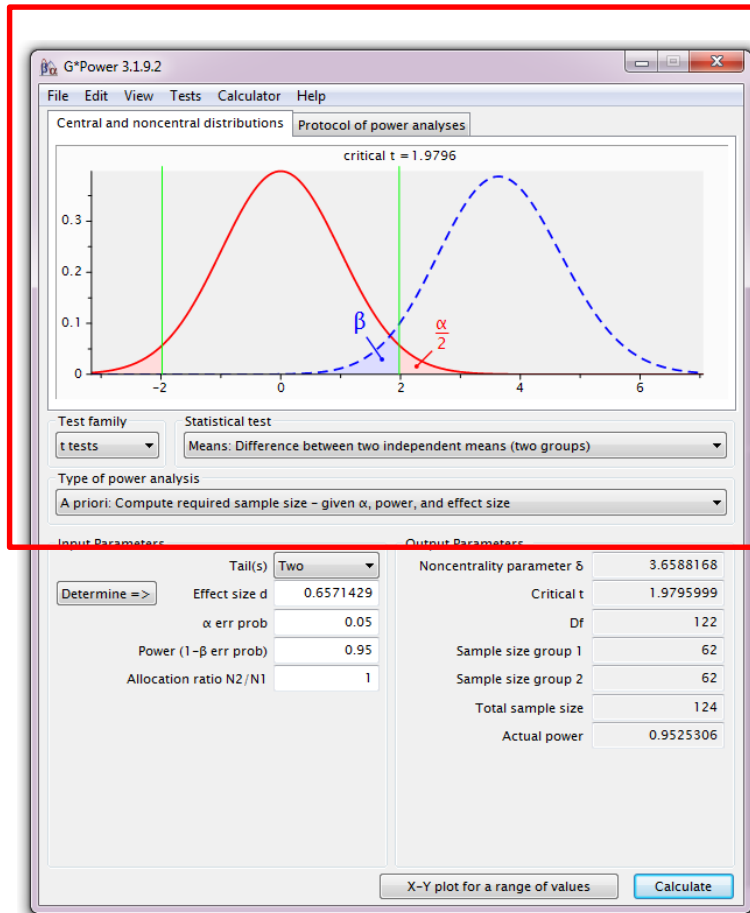 G*Power 3.1.9.2
File Edit View Tests Calculator Help
Central and noncentral distributions Protocol of power analyses
critical t = 1.9796
0.3
0.2
0.1
0
β
α
2
-2 0 2 4 6
Test family Statistical test
t tests Means: Difference between two independent means (two groups)
Type of power analysis
A priori: Compute required sample size – given α, power, and effect size
Input Parameters Output Parameters
Tail(s) Two Noncentrality parameter δ 3.6588168
Determine => Effect size d 0.6571429 Critical t 1.9795999
α err prob 0.05 Df 122
Power (1-β err prob) 0.95 Sample size group 1 62
Allocation ratio N2/N1 1 Sample size group 2 62
Total sample size 124
Actual power 0.9525306
X-Y plot for a range of values Calculate